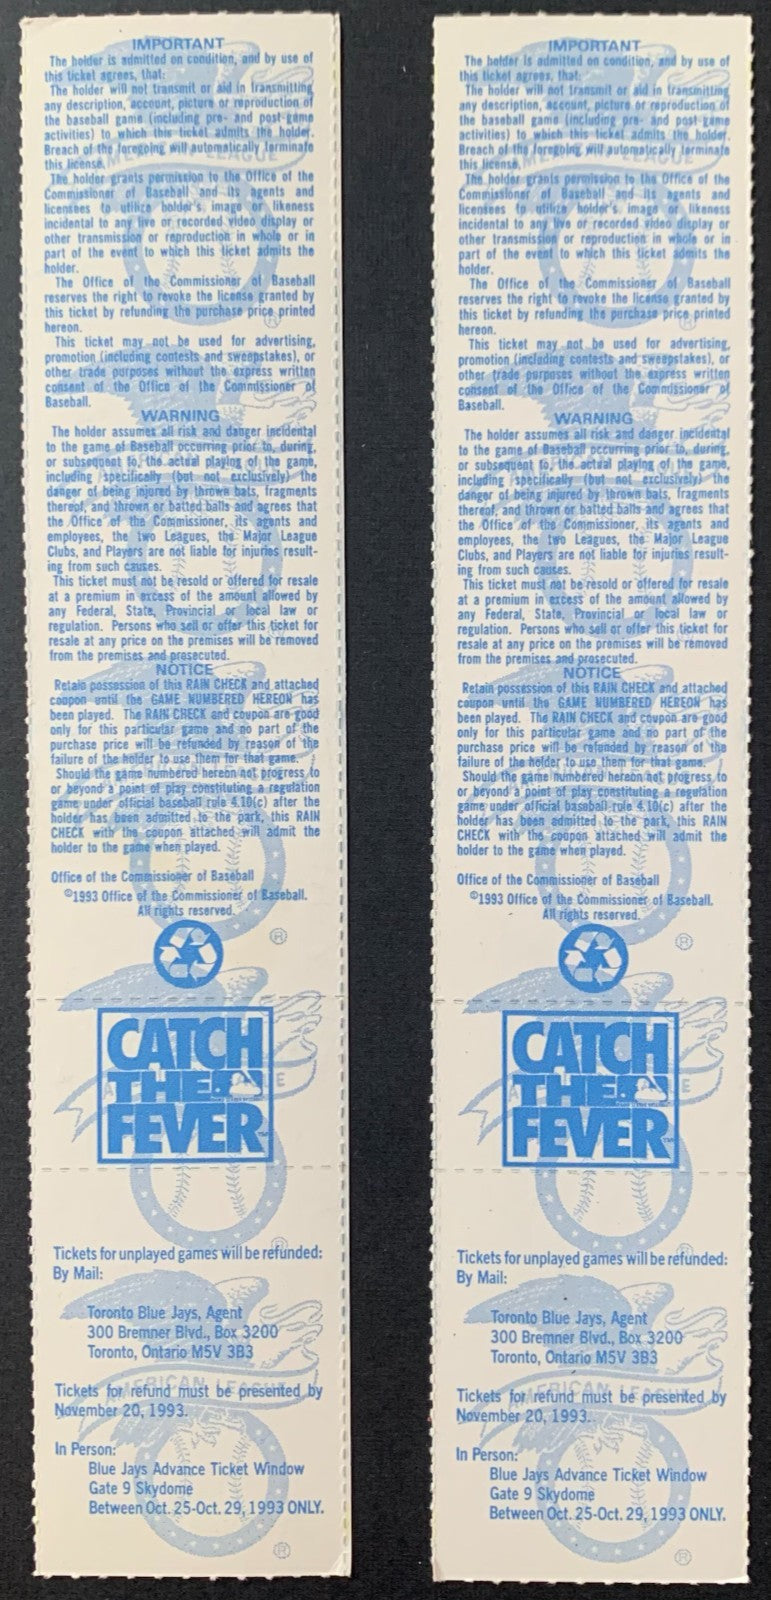 IMPORTANT
The holder is admitted on condition, and by use of
this ticket agrees, that:
The holder will not transmit or aid in transmitting
any description, account, picture or reproduction of
the baseball game (including pre- and post-game
activities) to which this ticket admits the holder.
Breach of the foregoing will automatically terminate
this license.
The holder grants permission to the Office of the
Commissioner of Baseball and its agents and
licensees to utilize holder's image or likeness
incidental to any live or recorded video display or
other transmission or reproduction in whole or in
part of the event to which this ticket admits the
holder.
The Office of the Commissioner of Baseball
reserves the right to revoke the license granted by
this ticket by refunding the purchase price printed
hereon.
This ticket may not be used for advertising,
promotion (including contests and sweepstakes), or
other trade purposes without the express written
consent of the Office of the Commissioner of
Baseball.
WARNING
The holder assumes all risk and danger incidental
to the game of Baseball occurring prior to, during,
or subsequent to, the actual playing of the game,
including specifically (but not exclusively) the
danger of being injured by thrown bats, fragments
thereof, and thrown or batted balls and agrees that
the Office of the Commissioner, its agents and
employees, the two Leagues, the Major League
Clubs, and Players are not liable for injuries result-
ing from such causes.
This ticket must not be resold or offered for resale
at a premium in excess of the amount allowed by
any Federal, State, Provincial or local law or
regulation. Persons who sell or offer this ticket for
resale at any price on the premises will be removed
from the premises and prosecuted.
NOTICE
Retain possession of this RAIN CHECK and attached
coupon until the GAME NUMBERED HEREON has
been played. The RAIN CHECK and coupon are good
only for this particular game and no part of the
purchase price will be refunded by reason of the
failure of the holder to use them for that game.
Should the game numbered hereon not progress to
or beyond a point of play constituting a regulation
game under official baseball rule 4.10(c) after the
holder has been admitted to the park, this RAIN
CHECK with the coupon attached will admit the
holder to the game when played.
Office of the Commissioner of Baseball
©1993 Office of the Commissioner of Baseball.
All rights reserved.
CATCH
THE
FEVER™
Tickets for unplayed games will be refunded:
By Mail:
Toronto Blue Jays, Agent
300 Bremner Blvd., Box 3200
Toronto, Ontario M5V 3B3
AMERICAN LEAGUE
Tickets for refund must be presented by
November 20, 1993.
In Person:
Blue Jays Advance Ticket Window
Gate 9 Skydome
Between Oct. 25-Oct. 29, 1993 ONLY.
®
IMPORTANT
The holder is admitted on condition, and by use of
this ticket agrees, that:
The holder will not transmit or aid in transmitting
any description, account, picture or reproduction of
the baseball game (including pre- and post-game
activities) to which this ticket admits the holder.
Breach of the foregoing will automatically terminate
this license.
The holder grants permission to the Office of the
Commissioner of Baseball and its agents and
licensees to utilize holder's image or likeness
incidental to any live or recorded video display or
other transmission or reproduction in whole or in
part of the event to which this ticket admits the
holder.
The Office of the Commissioner of Baseball
reserves the right to revoke the license granted by
this ticket by refunding the purchase price printed
hereon.
This ticket may not be used for advertising,
promotion (including contests and sweepstakes), or
other trade purposes without the express written
consent of the Office of the Commissioner of
Baseball.
WARNING
The holder assumes all risk and danger incidental
to the game of Baseball occurring prior to, during,
or subsequent to, the actual playing of the game,
including specifically (but not exclusively) the
danger of being injured by thrown bats, fragments
thereof, and thrown or batted balls and agrees that
the Office of the Commissioner, its agents and
employees, the two Leagues, the Major League
Clubs, and Players are not liable for injuries result-
ing from such causes.
This ticket must not be resold or offered for resale
at a premium in excess of the amount allowed by
any Federal, State, Provincial or local law or
regulation. Persons who sell or offer this ticket for
resale at any price on the premises will be removed
from the premises and prosecuted.
NOTICE
Retain possession of this RAIN CHECK and attached
coupon until the GAME NUMBERED HEREON has
been played. The RAIN CHECK and coupon are good
only for this particular game and no part of the
purchase price will be refunded by reason of the
failure of the holder to use them for that game.
Should the game numbered hereon not progress to
or beyond a point of play constituting a regulation
game under official baseball rule 4.10(c) after the
holder has been admitted to the park, this RAIN
CHECK with the coupon attached will admit the
holder to the game when played.
Office of the Commissioner of Baseball
©1993 Office of the Commissioner of Baseball.
All rights reserved.
CATCH
THE
FEVER™
Tickets for unplayed games will be refunded:
By Mail:
Toronto Blue Jays, Agent
300 Bremner Blvd., Box 3200
Toronto, Ontario M5V 3B3
AMERICAN LEAGUE
Tickets for refund must be presented by
November 20, 1993.
In Person:
Blue Jays Advance Ticket Window
Gate 9 Skydome
Between Oct. 25-Oct. 29, 1993 ONLY.
®